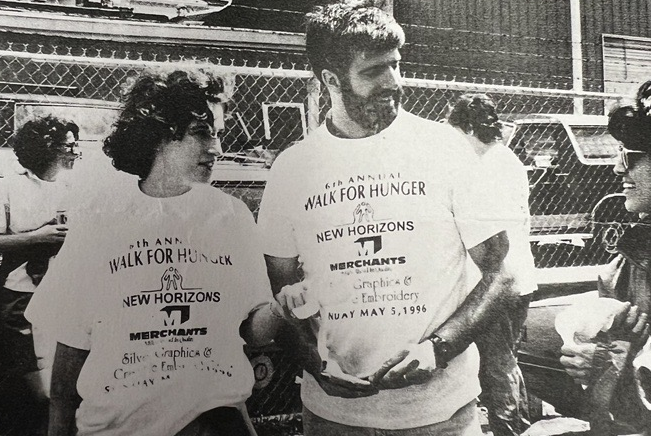 ANN
WALK FOR HUNGER
NEW HORIZONS
MERCHANTS
Silver Graphics &
6th ANNUAL
WALK FOR HUNGER
NEW HORIZONS
MERCHANTS
Graphics &
Embroidery
MAY 5, 1996